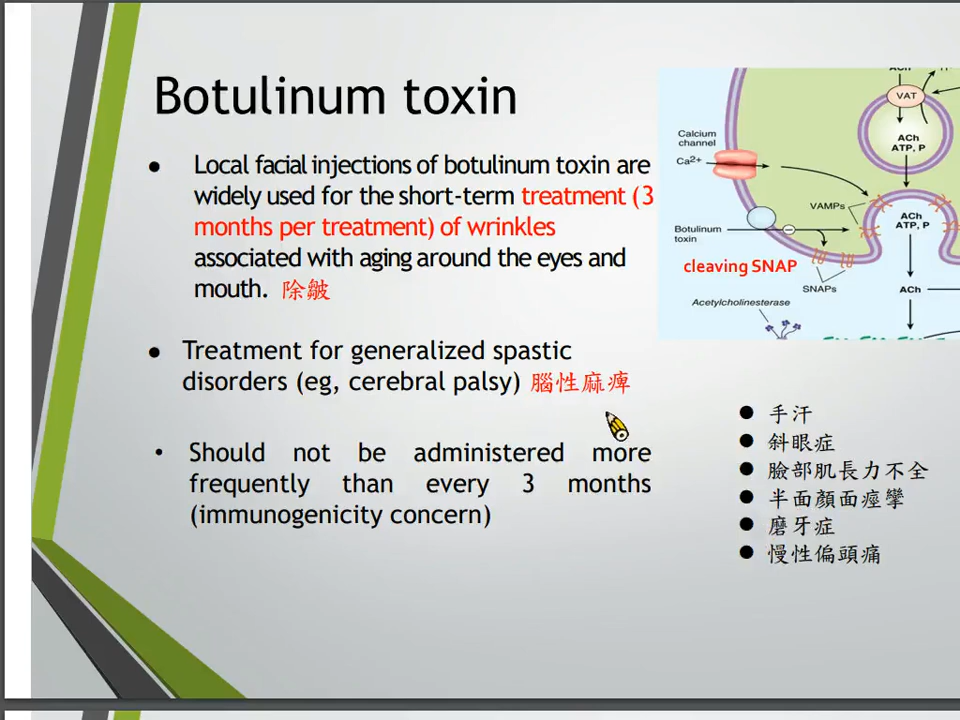 Botulinum toxin
● Local facial injections of botulinum toxin are
widely used for the short-term treatment (3
months per treatment) of wrinkles
associated with aging around the eyes and
mouth. 除皺
● Treatment for generalized spastic
disorders (eg, cerebral palsy) 腦性麻痺
• Should not be administered more
frequently than every 3 months
(immunogenicity concern)
ACh
VAT
ACh
ATP, P
Calcium
channel
Ca2+
VAMPs
ACh
ATP, P
Botulinum
toxin
cleaving SNAP
SNAPs
ACh
Acetylcholinesterase
● 手汗
● 斜眼症
● 臉部肌長力不全
● 半面顏面痙攣
● 磨牙症
● 慢性偏頭痛